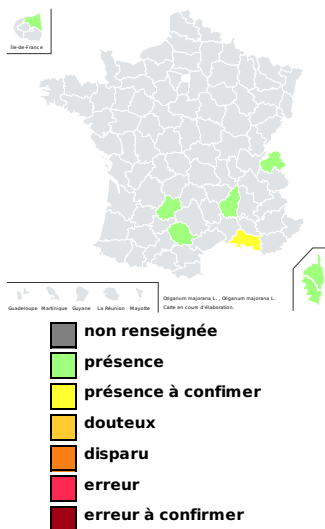 Île-de-France
Guadeloupe Martinique Guyane La Réunion Mayotte
Origanum majorana L. , Origanum majorana L.
Carte en cours d'élaboration.
non renseignée
présence
présence à confimer
douteux
disparu
erreur
erreur à confirmer